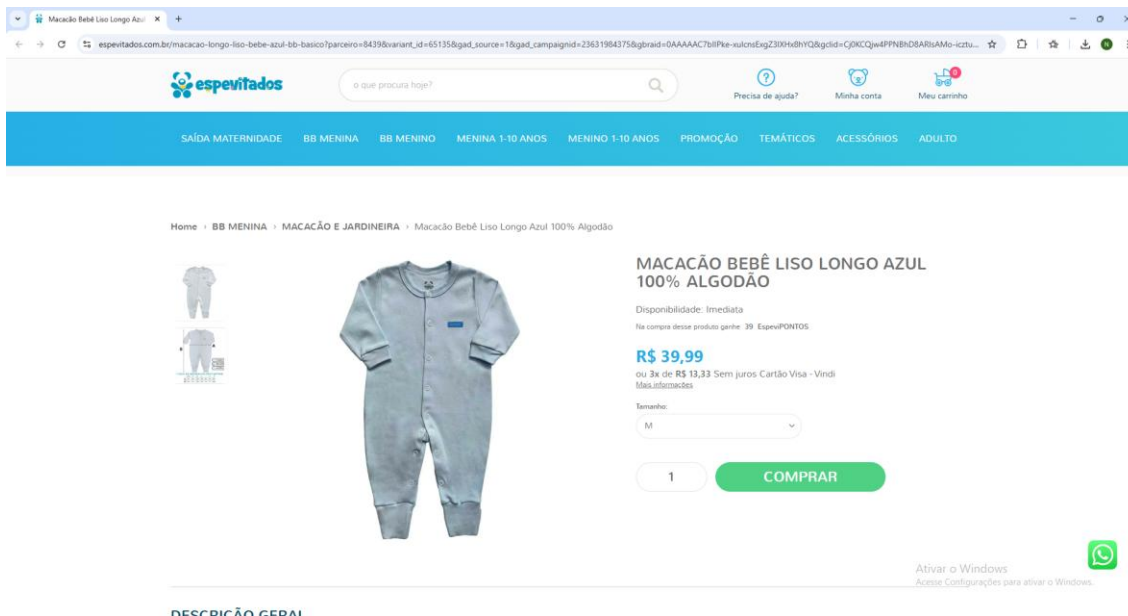 Macacão Bebê Liso Longo Azul
espevitados.com.br/macacao-longo-liso-bebe-azul-bb-basico?parceiro=8439&variant_id=65135&gad_source=1&gad_campaignid=23631984375&gbraid=
espevitados
o que procura hoje?
Precisa de ajuda?
Minha conta
0
Meu carrinho
SAÍDA MATERNIDADE BB MENINA BB MENINO MENINA 1-10 ANOS MENINO 1-10 ANOS PROMOÇÃO TEMÁTICOS ACESSÓRIOS ADULTO
Home › BB MENINA › MACACÃO E JARDINEIRA › Macacão Bebê Liso Longo Azul 100% Algodão
MACACÃO BEBÊ LISO LONGO AZUL
100% ALGODÃO
Disponibilidade: Imediata
Na compra desse produto ganhe 39 EspeviPONTOS
R$ 39,99
ou 3x de R$ 13,33 Sem juros Cartão Visa - Vindi
Mais informações
Tamanho:
M
1
COMPRAR
Ativar o Windows
Acesse Configurações para ativar o Windows.
DESCRIÇÃO GERAL